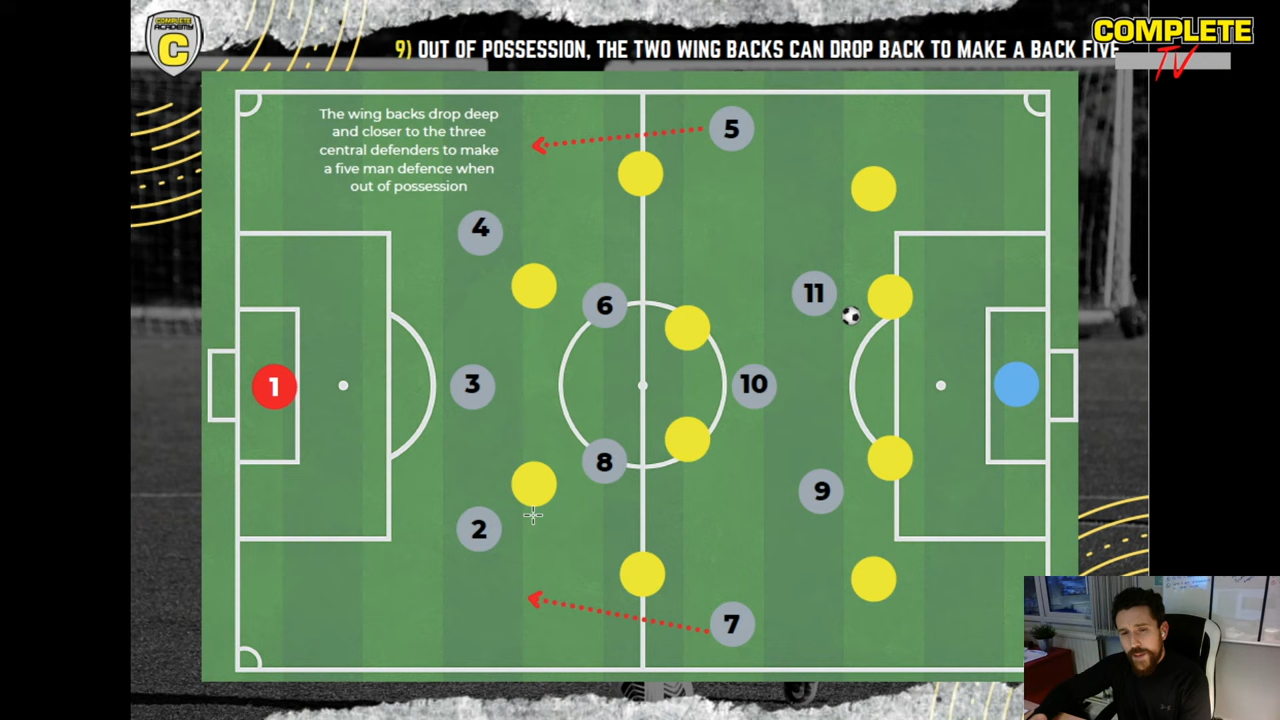 COMPLETE
ACADEMY
C
9) OUT OF POSSESSION, THE TWO WING BACKS CAN DROP BACK TO MAKE A BACK FIVE
COMPLETE
TV
The wing backs drop deep
and closer to the three
central defenders to make
a five man defence when
out of possession
5
4
11
6
1
3
10
8
9
2
7